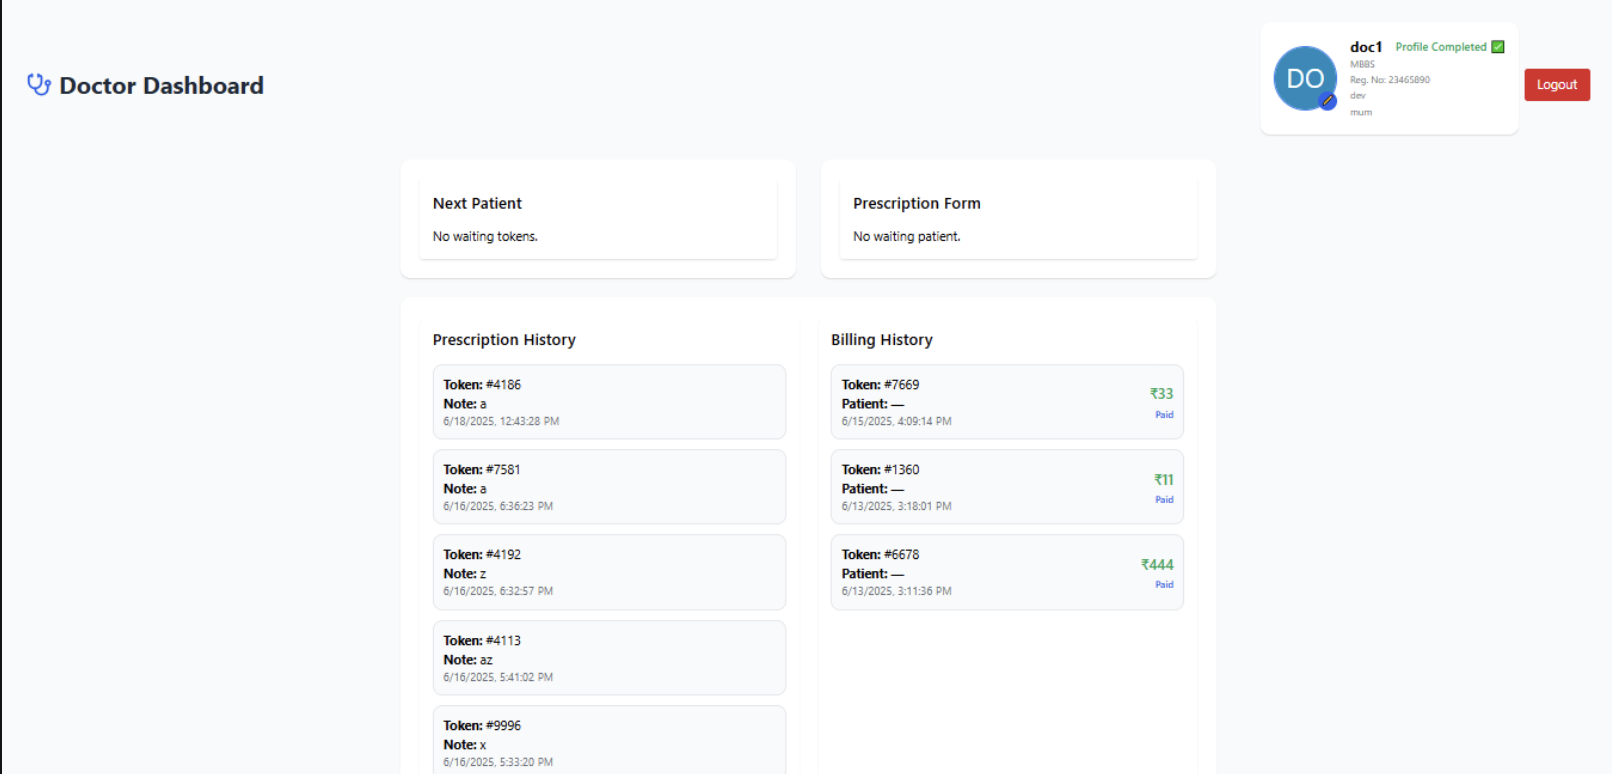 Doctor Dashboard
DO
doc1 Profile Completed ✅
MBBS
Reg. No: 23465890
dev
mum
Logout
Next Patient
No waiting tokens.
Prescription Form
No waiting patient.
Prescription History
Token: #4186
Note: a
6/18/2025, 12:43:28 PM
Token: #7581
Note: a
6/16/2025, 6:36:23 PM
Token: #4192
Note: z
6/16/2025, 6:32:57 PM
Token: #4113
Note: az
6/16/2025, 5:41:02 PM
Token: #9996
Note: x
6/16/2025, 5:33:20 PM
Billing History
Token: #7669
Patient: —
6/15/2025, 4:09:14 PM
₹33
Paid
Token: #1360
Patient: —
6/13/2025, 3:18:01 PM
₹11
Paid
Token: #6678
Patient: —
6/13/2025, 3:11:36 PM
₹444
Paid